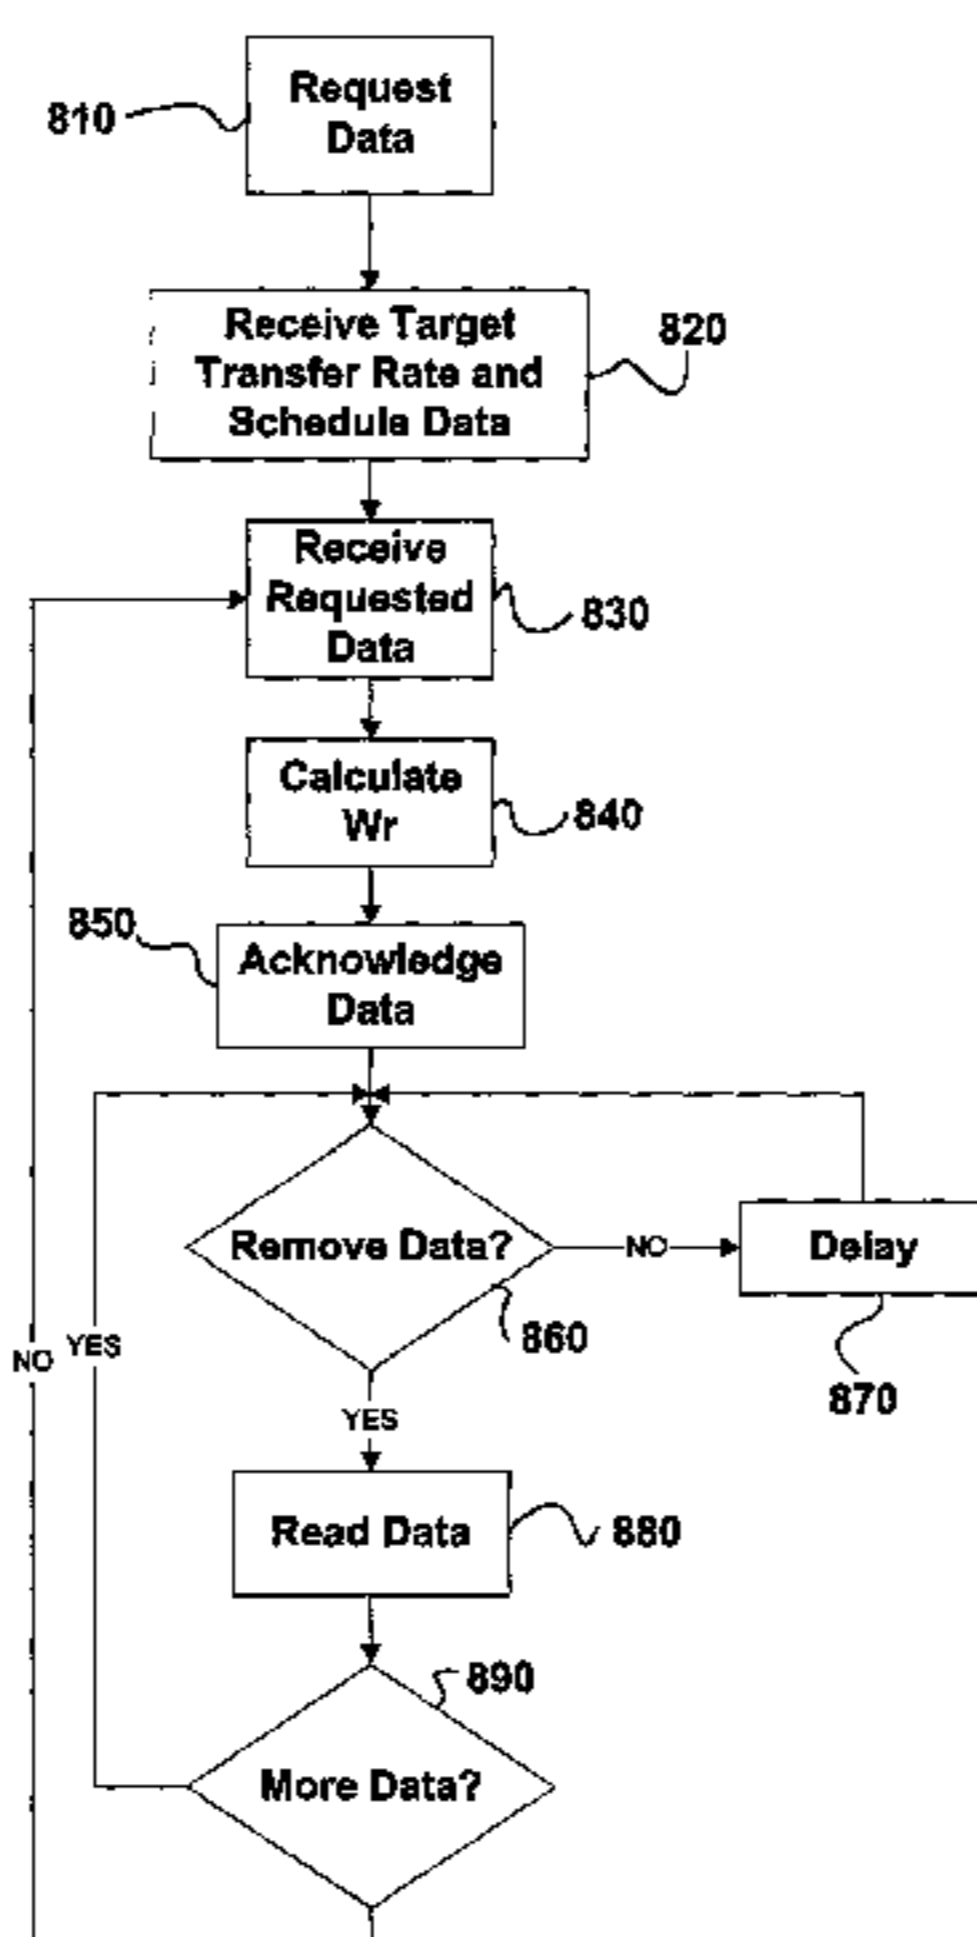 Request
Data
810
Receive Target
Transfer Rate and
Schedule Data
820
Receive
Requested
Data
830
Calculate
Wr
840
850
Acknowledge
Data
Remove Data?
NO
Delay
860
870
NO
YES
YES
Read Data
880
890
More Data?